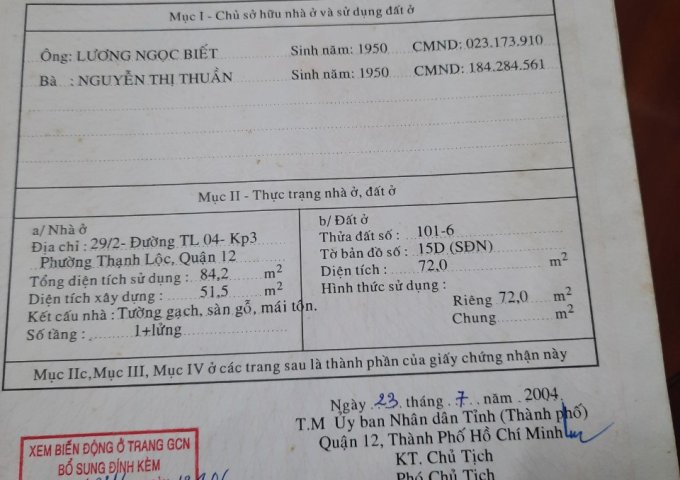 Mục I - Chủ sở hữu nhà ở và sử dụng đất ở
Ông: LƯƠNG NGỌC BIẾT Sinh năm: 1950 CMND: 023.173.910
Bà : NGUYỄN THỊ THUẦN Sinh năm: 1950 CMND: 184.284.561
Mục II - Thực trạng nhà ở, đất ở
a/ Nhà ở
Địa chỉ : 29/2- Đường TL 04- Kp3
Phường Thạnh Lộc, Quận 12
Tổng diện tích sử dụng : 84,2 m²
Diện tích xây dựng : 51,5 m²
Kết cấu nhà : Tường gạch, sàn gỗ, mái tôn.
Số tầng : 1+lửng
b/ Đất ở
Thửa đất số : 101-6
Tờ bản đồ số : 15D (SĐN)
Diện tích : 72,0 m²
Hình thức sử dụng :
Riêng 72,0 m²
Chung m²
Mục IIc, Mục III, Mục IV ở các trang sau là thành phần của giấy chứng nhận này
Ngày 23 tháng 7 năm 2004
T.M Ủy ban Nhân dân Tỉnh (Thành phố)
Quận 12, Thành Phố Hồ Chí Minh
KT. Chủ Tịch
Phó Chủ Tịch
XEM BIẾN ĐỘNG Ở TRANG GCN
BỔ SUNG ĐÍNH KÈM